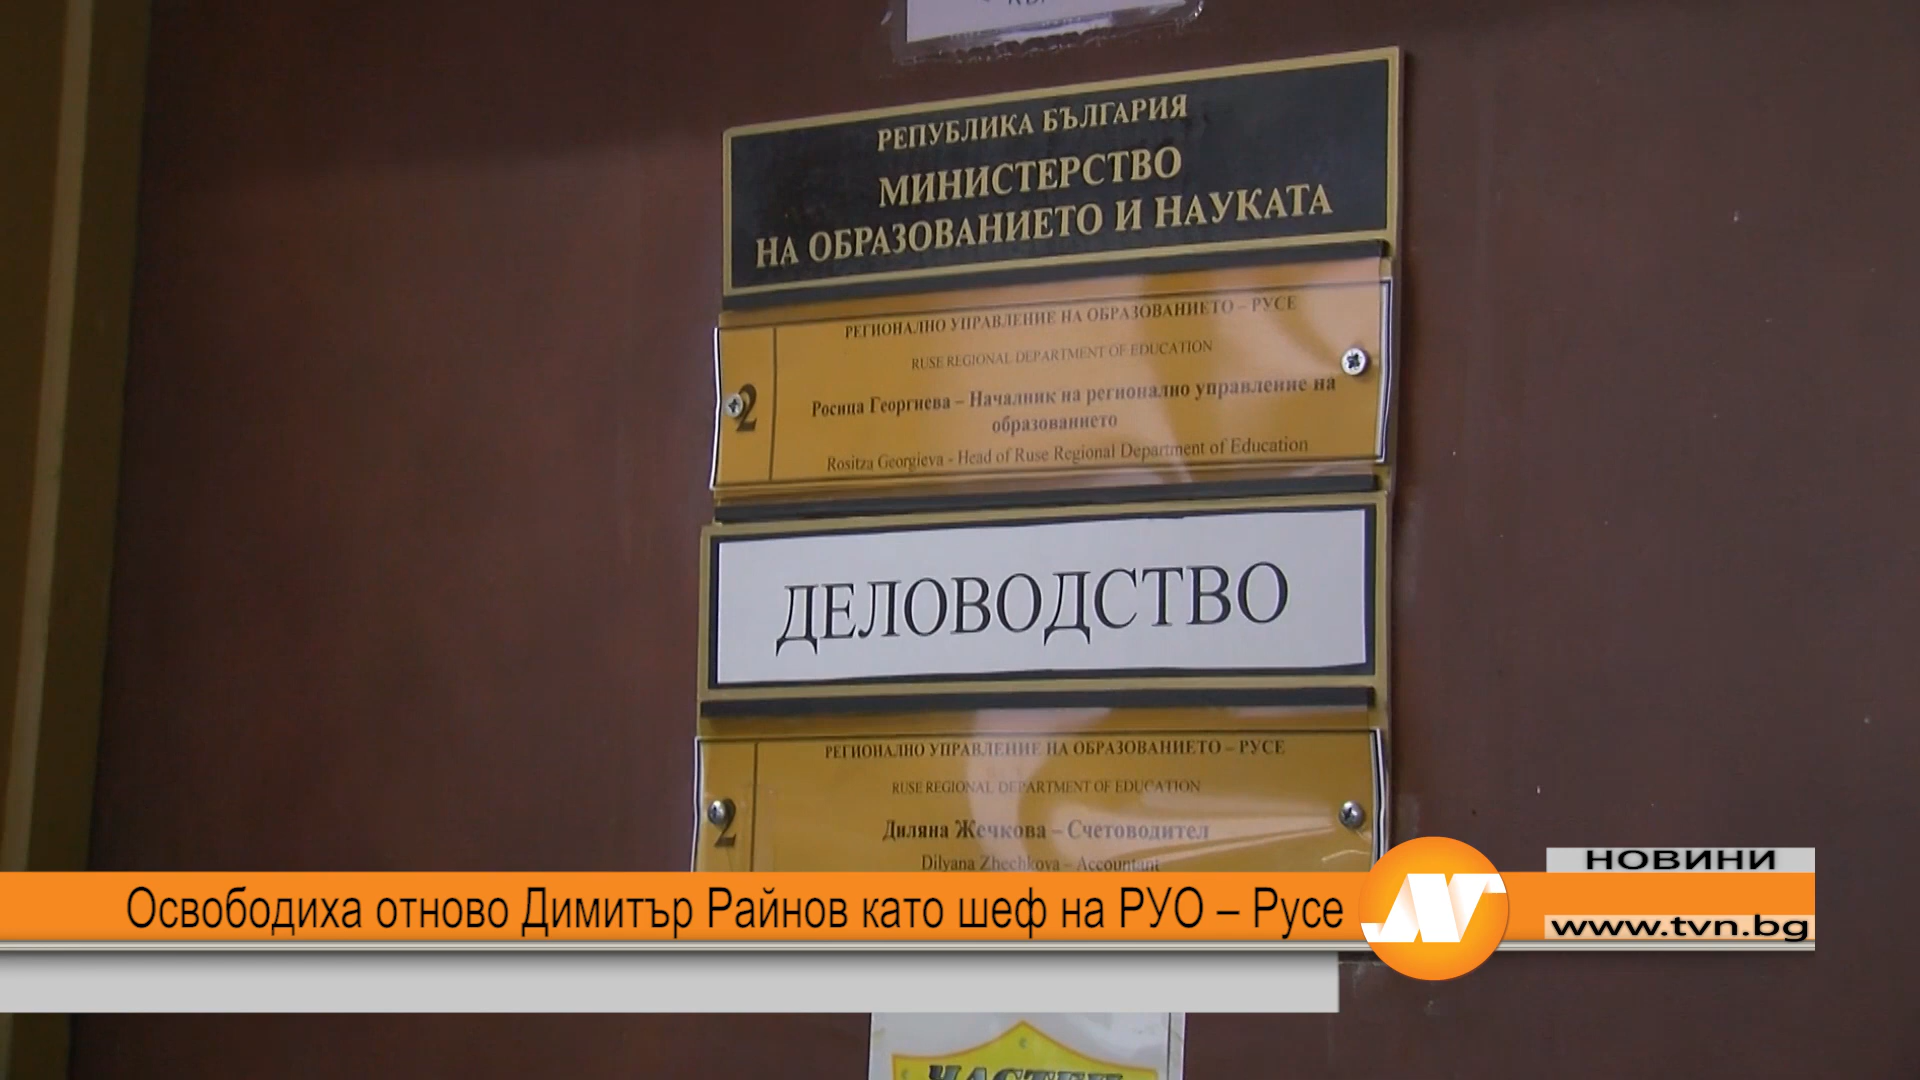 РЕПУБЛИКА БЪЛГАРИЯ
МИНИСТЕРСТВО
НА ОБРАЗОВАНИЕТО И НАУКАТА
РЕГИОНАЛНО УПРАВЛЕНИЕ НА ОБРАЗОВАНИЕТО – РУСЕ
RUSE REGIONAL DEPARTMENT OF EDUCATION
2
Росица Георгиева – Началник на регионално управление на
образованието
Rositza Georgieva - Head of Ruse Regional Department of Education
ДЕЛОВОДСТВО
РЕГИОНАЛНО УПРАВЛЕНИЕ НА ОБРАЗОВАНИЕТО – РУСЕ
RUSE REGIONAL DEPARTMENT OF EDUCATION
2
Диляна Жечкова – Счетоводител
Dilyana Zhechkova – Accountant
НОВИНИ
Освободиха отново Димитър Райнов като шеф на РУО – Русе
www.tvn.bg
ЧАСТЕН